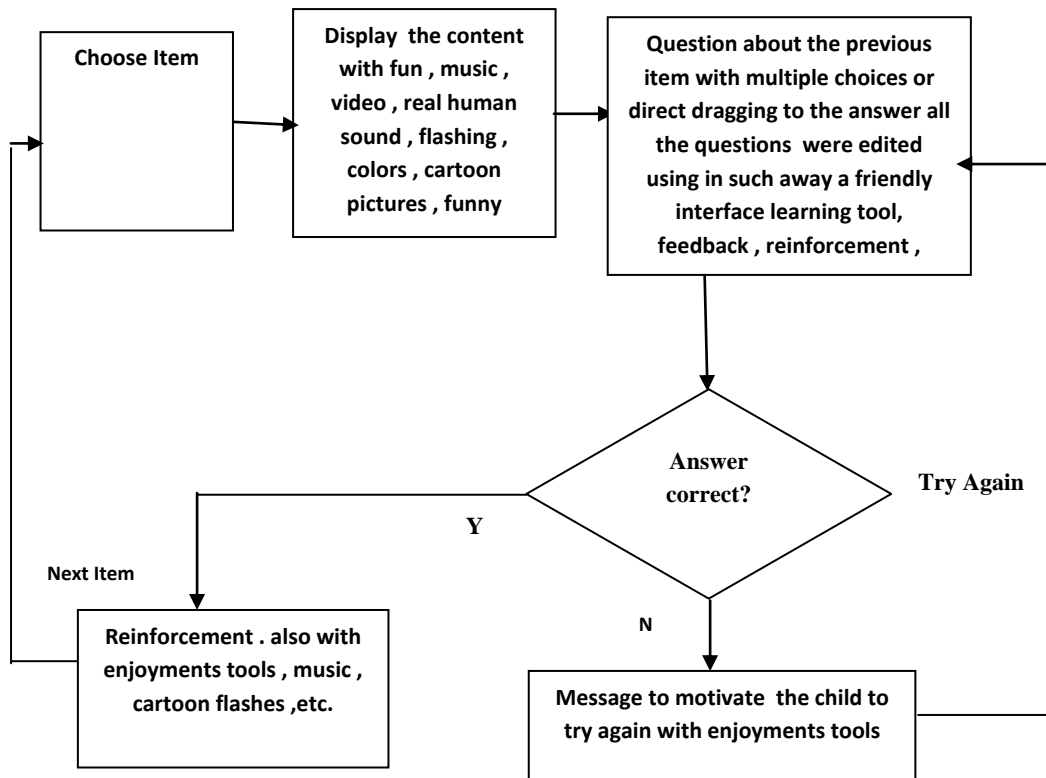 Choose Item
Display the content
with fun , music ,
video , real human
sound , flashing ,
colors , cartoon
pictures , funny
Question about the previous
item with multiple choices or
direct dragging to the answer all
the questions were edited
using in such away a friendly
interface learning tool,
feedback , reinforcement ,
Answer
correct?
Try Again
Y
Next Item
N
Reinforcement . also with
enjoyments tools , music ,
cartoon flashes ,etc.
Message to motivate the child to
try again with enjoyments tools